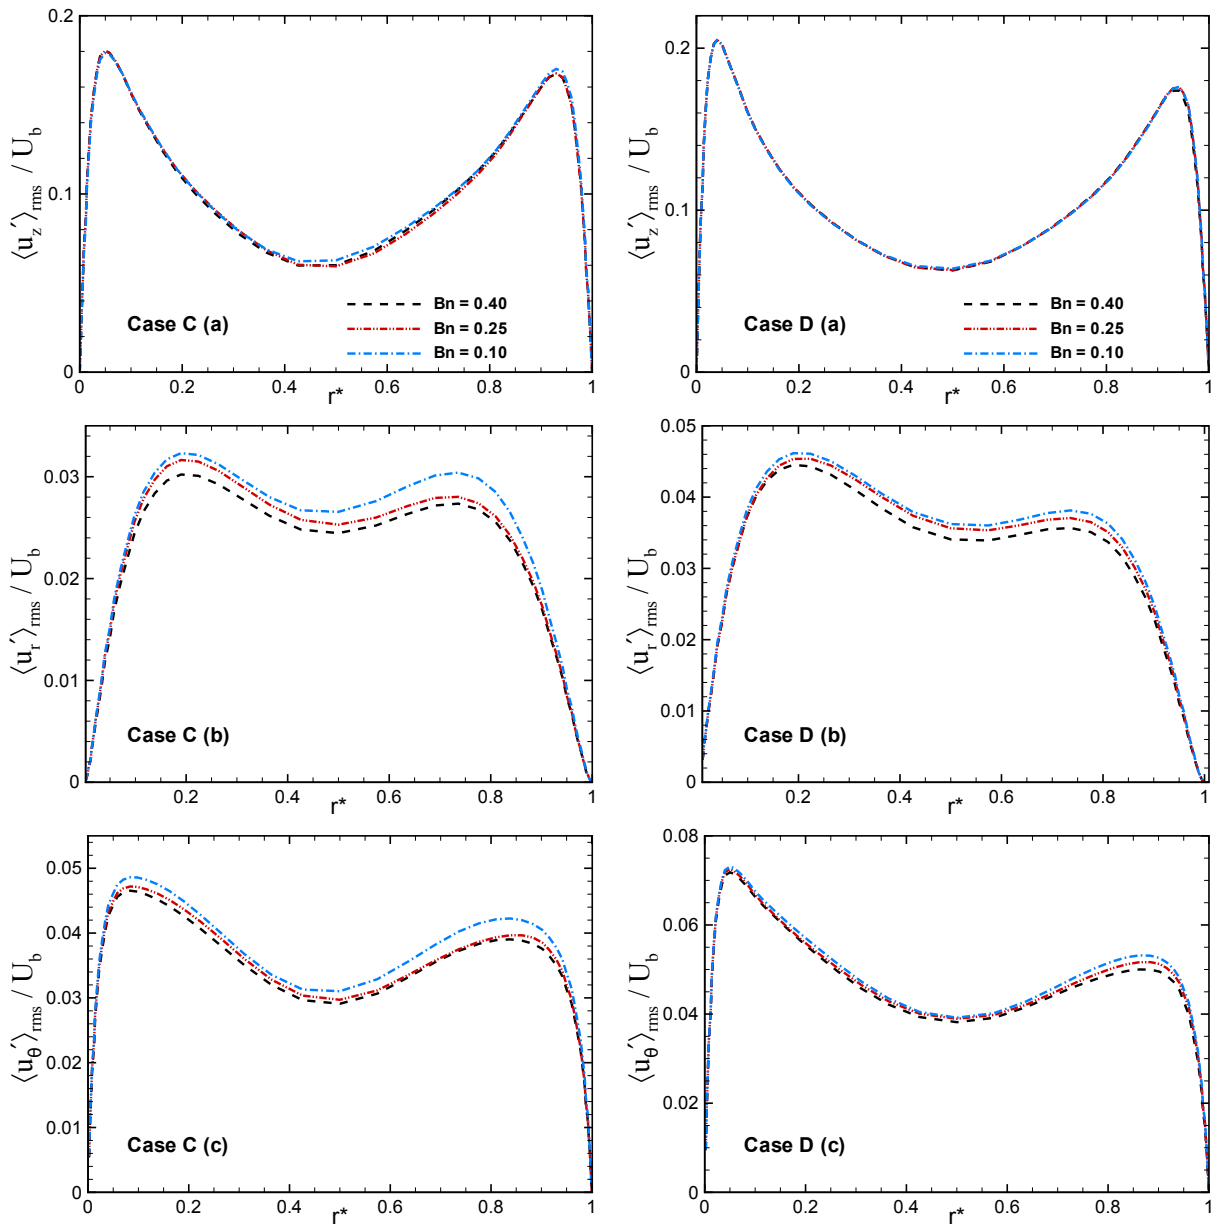 ⟨u_z′⟩_rms / U_b
0.2
0.1
0
Case C (a)
Bn = 0.40
Bn = 0.25
Bn = 0.10
0 0.2 0.4 0.6 0.8 1
r*
⟨u_z′⟩_rms / U_b
0.2
0.1
0
Case D (a)
Bn = 0.40
Bn = 0.25
Bn = 0.10
0 0.2 0.4 0.6 0.8 1
r*
⟨u_r′⟩_rms / U_b
0.03
0.02
0.01
0
Case C (b)
0.2 0.4 0.6 0.8 1
r*
⟨u_r′⟩_rms / U_b
0.05
0.04
0.03
0.02
0.01
0
Case D (b)
0.2 0.4 0.6 0.8 1
r*
⟨u_θ′⟩_rms / U_b
0.05
0.04
0.03
0.02
0.01
0
Case C (c)
0 0.2 0.4 0.6 0.8 1
r*
⟨u_θ′⟩_rms / U_b
0.08
0.06
0.04
0.02
0
Case D (c)
0 0.2 0.4 0.6 0.8 1
r*